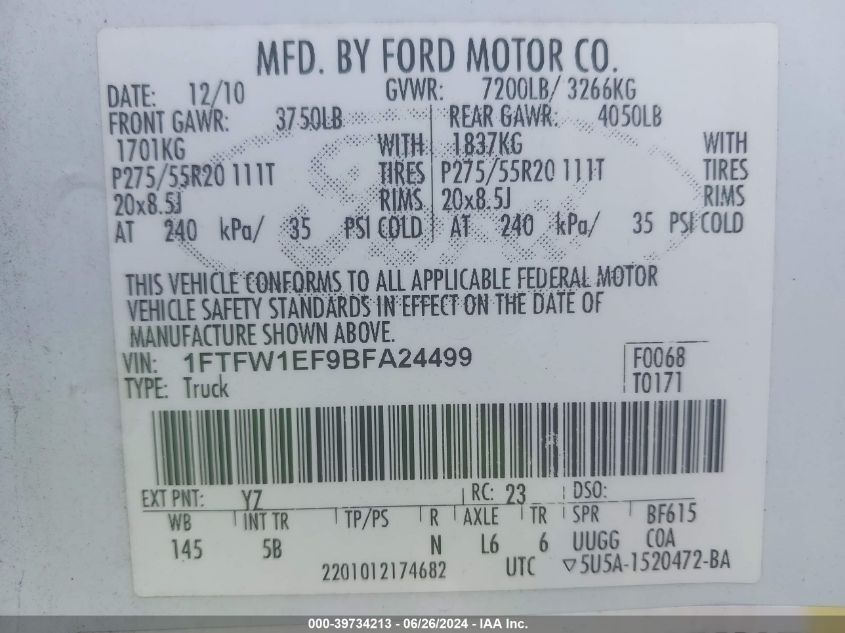 MFD. BY FORD MOTOR CO.
DATE: 12/10 GVWR: 7200LB/ 3266KG
FRONT GAWR: 3750LB REAR GAWR: 4050LB
1701KG WITH 1837KG WITH
P275/55R20 111T TIRES P275/55R20 111T TIRES
20x8.5J RIMS 20x8.5J RIMS
AT 240 kPa/ 35 PSI COLD AT 240 kPa/ 35 PSI COLD
THIS VEHICLE CONFORMS TO ALL APPLICABLE FEDERAL MOTOR
VEHICLE SAFETY STANDARDS IN EFFECT ON THE DATE OF
MANUFACTURE SHOWN ABOVE.
VIN: 1FTFW1EF9BFA24499 F0068
TYPE: Truck T0171
EXT PNT: YZ RC: 23 DSO:
WB INT TR TP/PS R AXLE TR SPR BF615
145 5B N L6 6 UUGG COA
2201012174682 UTC ▽5U5A-1520472-BA
000-39734213 - 06/26/2024 - IAA Inc.